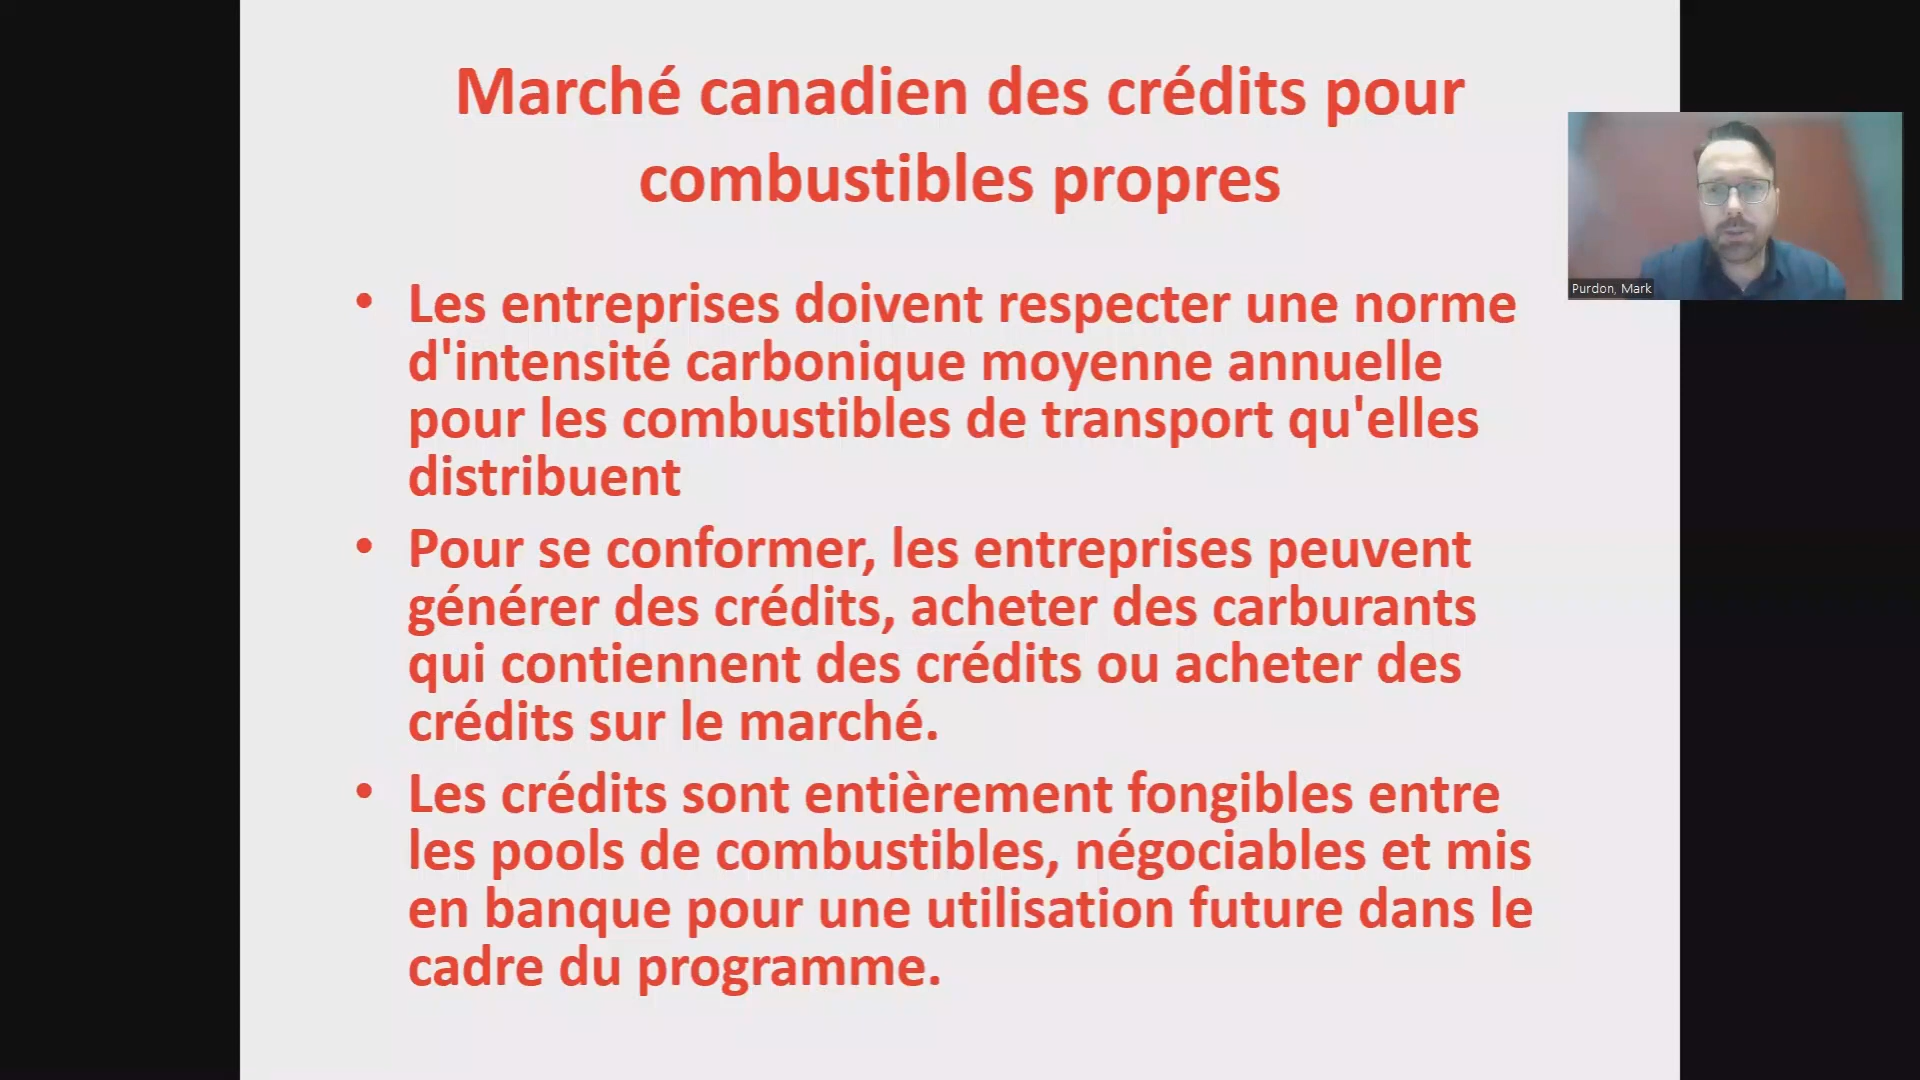 Marché canadien des crédits pour
combustibles propres
Purdon, Mark
• Les entreprises doivent respecter une norme
d'intensité carbonique moyenne annuelle
pour les combustibles de transport qu'elles
distribuent
• Pour se conformer, les entreprises peuvent
générer des crédits, acheter des carburants
qui contiennent des crédits ou acheter des
crédits sur le marché.
• Les crédits sont entièrement fongibles entre
les pools de combustibles, négociables et mis
en banque pour une utilisation future dans le
cadre du programme.